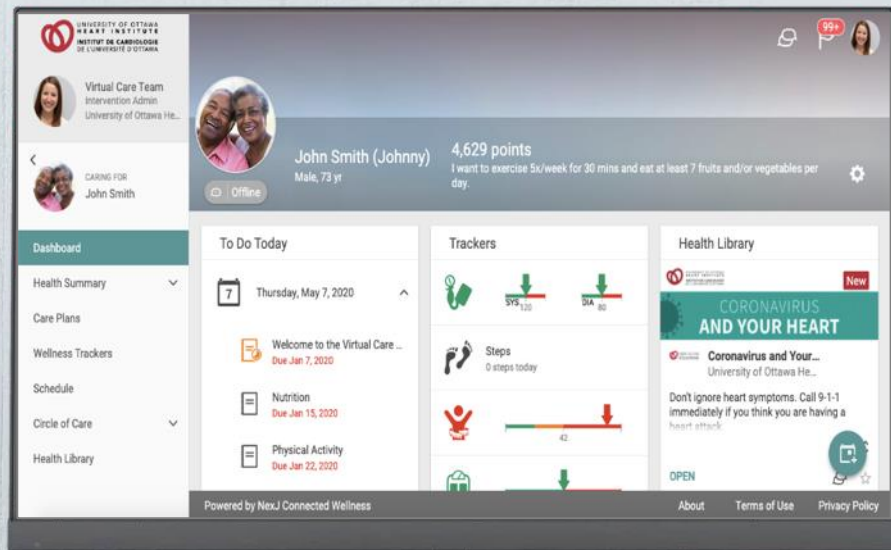 UNIVERSITY OF OTTAWA
HEART INSTITUTE
INSTITUT DE CARDIOLOGIE
DE L'UNIVERSITÉ D'OTTAWA
99+
Virtual Care Team
Intervention Admin
University of Ottawa He...
CARING FOR
John Smith
Dashboard
Health Summary
Care Plans
Wellness Trackers
Schedule
Circle of Care
Health Library
John Smith (Johnny)
Male, 73 yr
Offline
4,629 points
I want to exercise 5x/week for 30 mins and eat at least 7 fruits and/or vegetables per
day.
To Do Today
7
Thursday, May 7, 2020
Welcome to the Virtual Care ...
Due Jan 7, 2020
Nutrition
Due Jan 15, 2020
Physical Activity
Due Jan 22, 2020
Trackers
SYS 120
DIA 80
Steps
0 steps today
42.
Health Library
New
CORONAVIRUS
AND YOUR HEART
Coronavirus and Your...
University of Ottawa He...
Don't ignore heart symptoms. Call 9-1-1
immediately if you think you are having a
heart attack
OPEN
Powered by NexJ Connected Wellness
About
Terms of Use
Privacy Policy